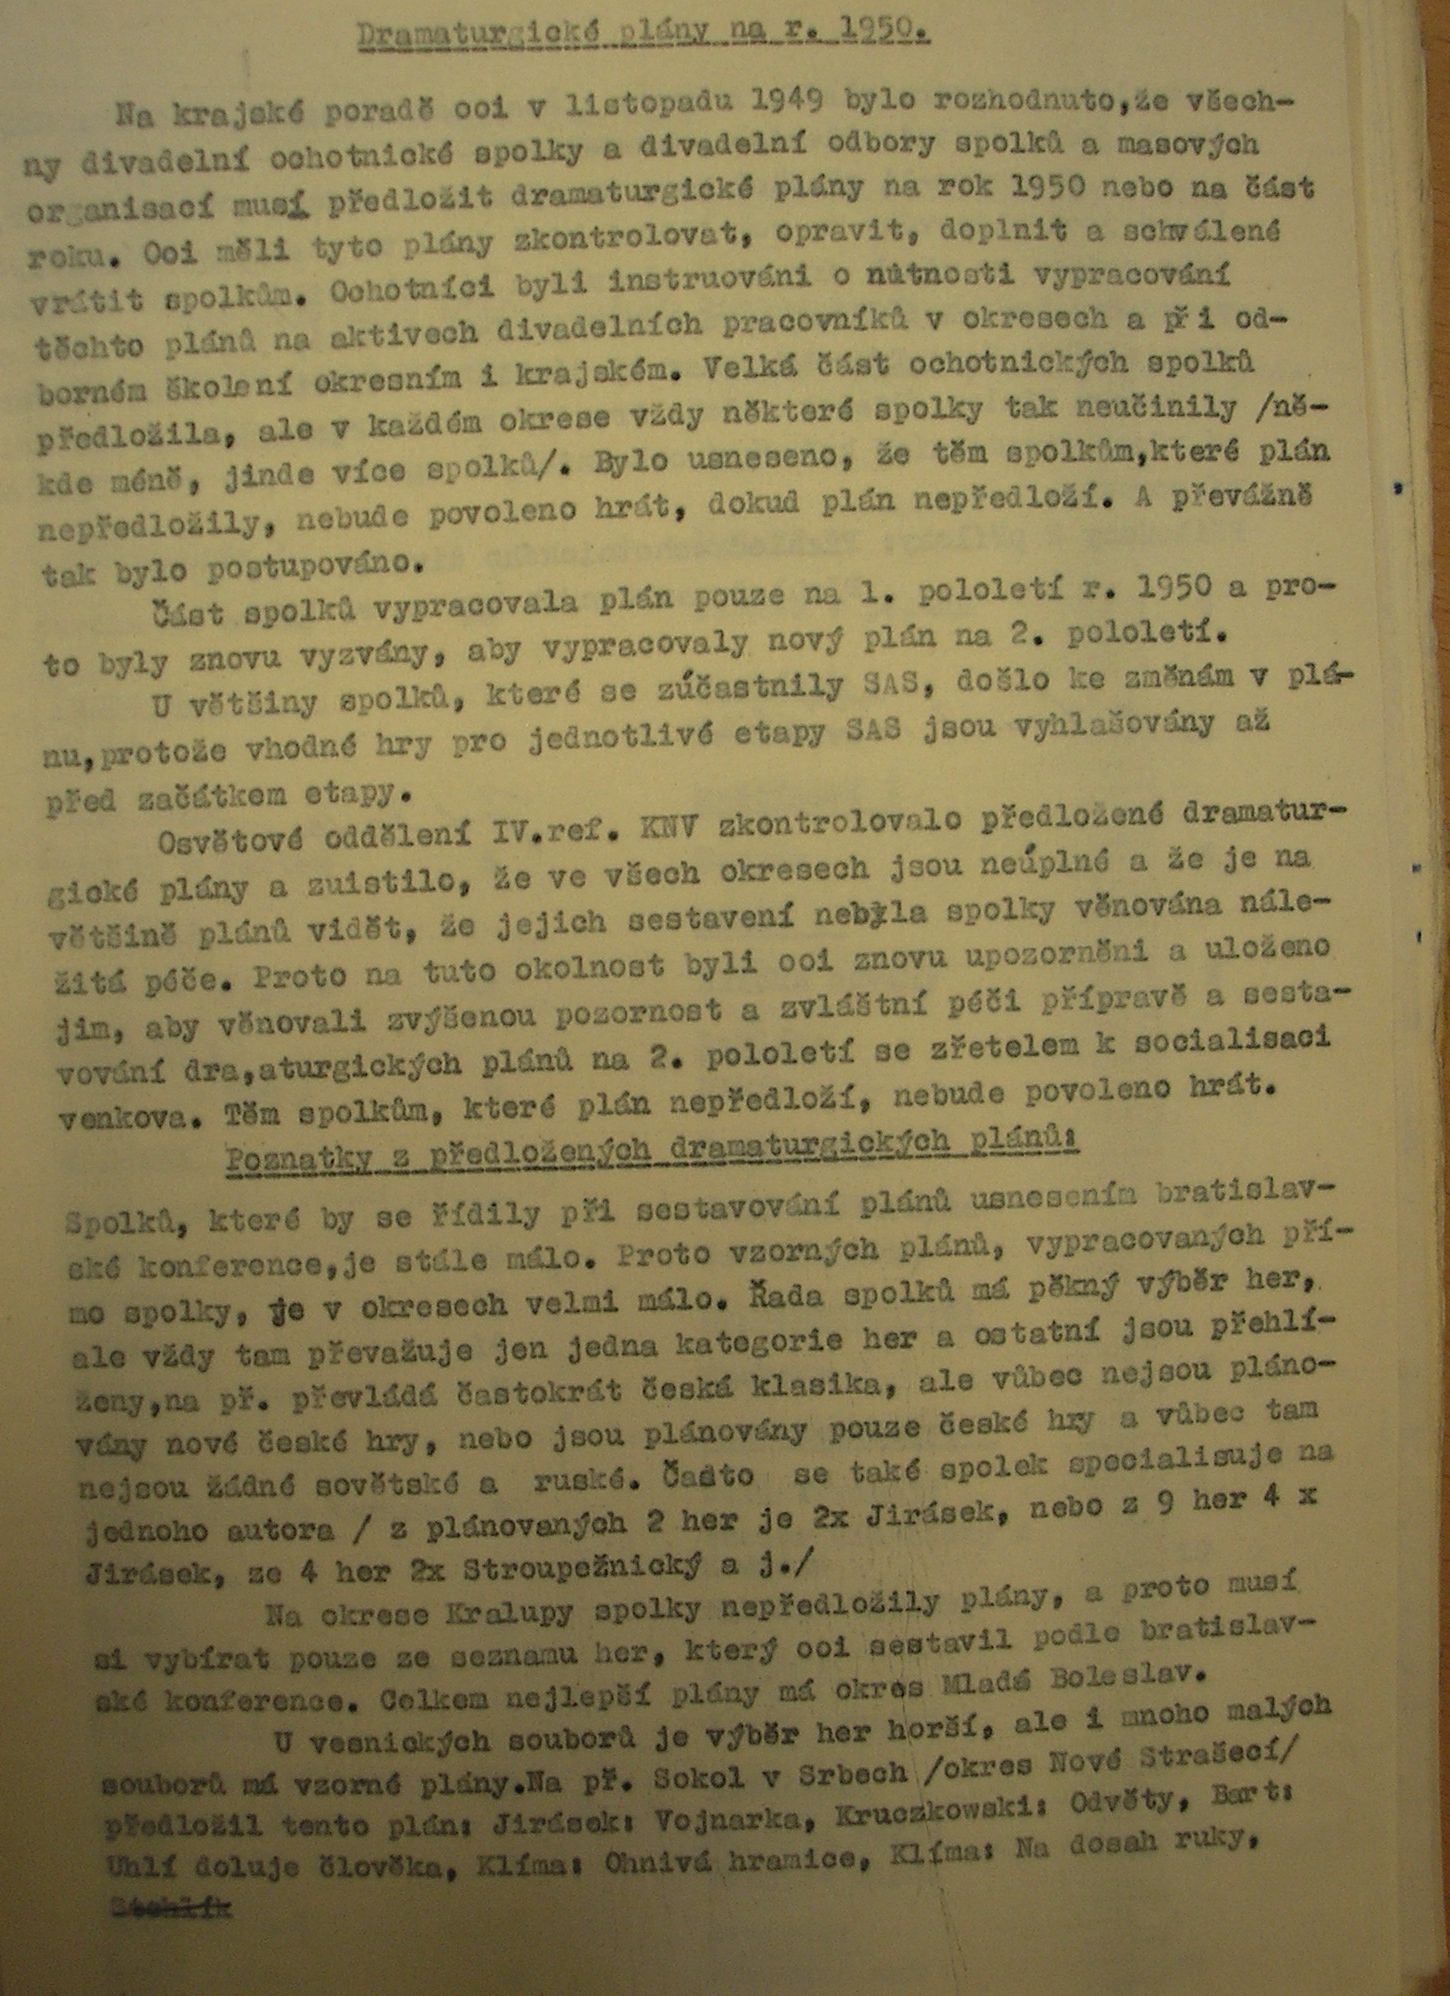 Dramaturgické plány na r. 1950.
Na krajské poradě ooi v listopadu 1949 bylo rozhodnuto,že všech-
ny divadelní ochotnické spolky a divadelní odbory spolků a masových
organisací musí předložit dramaturgické plány na rok 1950 nebo na část
roku. Ooi měli tyto plány zkontrolovat, opravit, doplnit a schválené
vrátit spolkům. Ochotníci byli instruováni o nutnosti vypracování
těchto plánů na aktivech divadelních pracovníků v okresech a při od-
borném školení okresním i krajském. Velká část ochotnických spolků
předložila, ale v každém okrese vždy některé spolky tak neučinily /ně-
kde méně, jinde více spolků/. Bylo usneseno, že těm spolkům,které plán
nepředložily, nebude povoleno hrát, dokud plán nepředloží. A převážně
tak bylo postupováno.
Část spolků vypracovala plán pouze na 1. pololetí r. 1950 a pro-
to byly znovu vyzvány, aby vypracovaly nový plán na 2. pololetí.
U většiny spolků, které se zúčastnily SAS, došlo ke změnám v plá-
nu,protože vhodné hry pro jednotlivé etapy SAS jsou vyhlašovány až
před začátkem etapy.
Osvětové oddělení IV.ref. KNV zkontrolovalo předložené dramatur-
gické plány a zuistilo, že ve všech okresech jsou neúplné a že je na
většině plánů vidět, že jejich sestavení nebyla spolky věnována nále-
žitá péče. Proto na tuto okolnost byli ooi znovu upozorněni a uloženo
jim, aby věnovali zvýšenou pozornost a zvláštní péči přípravě a sesta-
vování dra,aturgických plánů na 2. pololetí se zřetelem k socialisaci
venkova. Těm spolkům, které plán nepředloží, nebude povoleno hrát.
Poznatky z předložených dramaturgických plánů:
Spolků, které by se řídily při sestavování plánů usnesením bratislav-
ské konference,je stále málo. Proto vzorných plánů, vypracovaných pří-
mo spolky, je v okresech velmi málo. Řada spolků má pěkný výběr her,
ale vždy tam převažuje jen jedna kategorie her a ostatní jsou přehlí-
ženy,na př. převládá častokrát česká klasika, ale vůbec nejsou pláno-
vány nové české hry, nebo jsou plánovány pouze české hry a vůbec tam
nejsou žádné sovětské a ruské. Často se také spolek specialisuje na
jednoho autora / z plánovaných 2 her je 2x Jirásek, nebo z 9 her 4 x
Jirásek, ze 4 her 2x Stroupežnický a j./
Na okrese Kralupy spolky nepředložily plány, a proto musí
si vybírat pouze ze seznamu her, který ooi sestavil podle bratislav-
ské konference. Celkem nejlepší plány má okres Mladá Boleslav.
U vesnických souborů je výběr her horší, ale i mnoho malých
souborů má vzorné plány.Na př. Sokol v Srbech /okres Nové Strašecí/
předložil tento plán: Jirásek: Vojnarka, Kruczkowski: Odvěty, Bart:
Uhlí doluje člověka, Klíma: Ohnivá hranice, Klíma: Na dosah ruky,
Stehlík